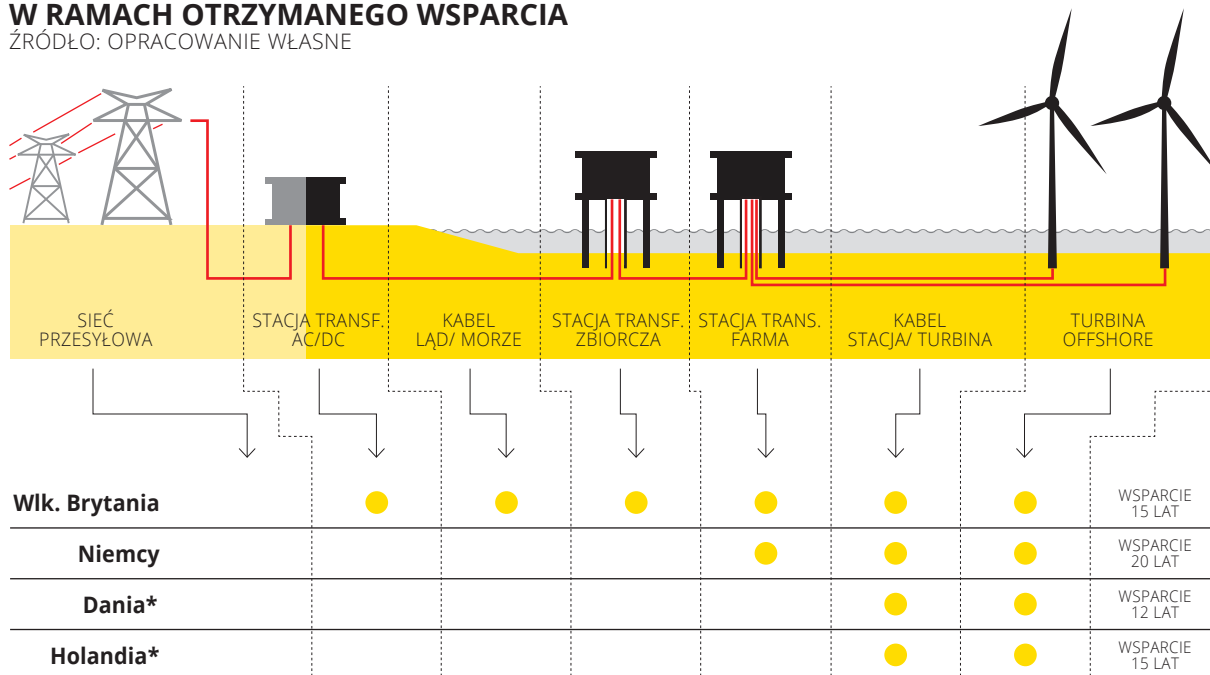 W RAMACH OTRZYMANEGO WSPARCIA
ŹRÓDŁO: OPRACOWANIE WŁASNE
SIEĆ
PRZESYŁOWA
STACJA TRANSF.
AC/DC
KABEL
LĄD/ MORZE
STACJA TRANSF.
ZBIORCZA
STACJA TRANS.
FARMA
KABEL
STACJA/ TURBINA
TURBINA
OFFSHORE
Wlk. Brytania
WSPARCIE
15 LAT
Niemcy
WSPARCIE
20 LAT
Dania*
WSPARCIE
12 LAT
Holandia*
WSPARCIE
15 LAT